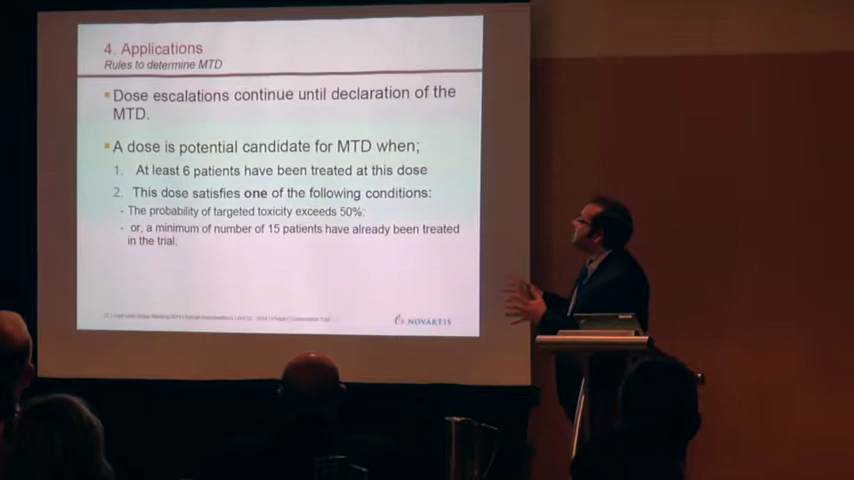 4. Applications
Rules to determine MTD
Dose escalations continue until declaration of the
MTD.
A dose is potential candidate for MTD when;
1. At least 6 patients have been treated at this dose
2. This dose satisfies one of the following conditions:
- The probability of targeted toxicity exceeds 50%:
- or, a minimum of number of 15 patients have already been treated
in the trial.
NOVARTIS